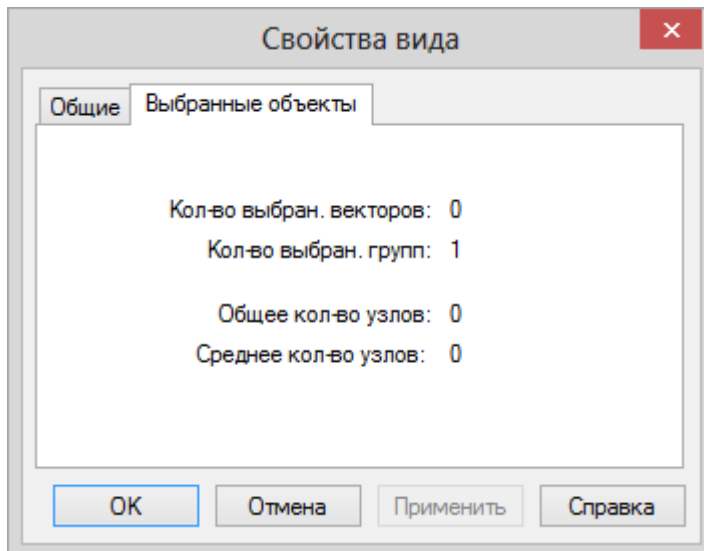 Свойства вида
Общие Выбранные объекты
Кол-во выбран. векторов: 0
Кол-во выбран. групп: 1
Общее кол-во узлов: 0
Среднее кол-во узлов: 0
ОК Отмена Применить Справка